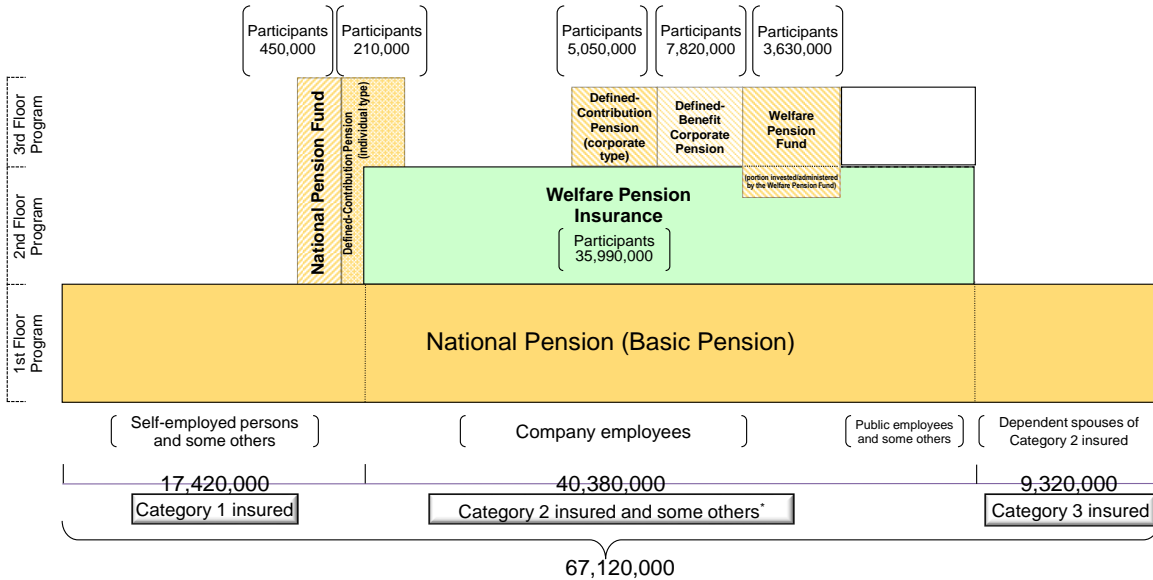 Participants
450,000
Participants
210,000
Participants
5,050,000
Participants
7,820,000
Participants
3,630,000
3rd Floor
Program
National Pension Fund
Defined-Contribution Pension
(individual type)
Defined-
Contribution
Pension
(corporate
type)
Defined-
Benefit
Corporate
Pension
Welfare
Pension
Fund
(portion invested/administered
by the Welfare Pension Fund)
2nd Floor
Program
Welfare Pension
Insurance
Participants
35,990,000
1st Floor
Program
National Pension (Basic Pension)
Self-employed persons
and some others
Company employees
Public employees
and some others
Dependent spouses of
Category 2 insured
17,420,000
40,380,000
9,320,000
Category 1 insured
Category 2 insured and some others*
Category 3 insured
67,120,000